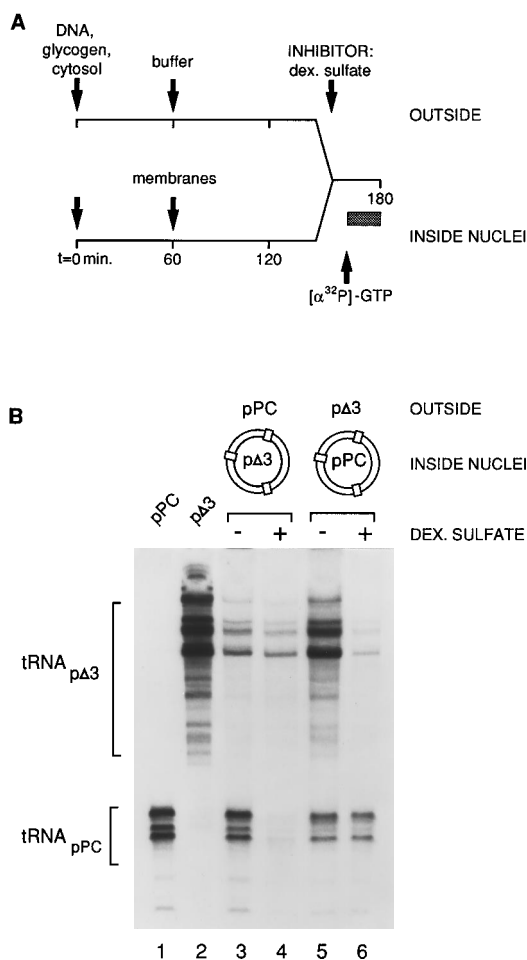 A
DNA,
glycogen,
cytosol
buffer
INHIBITOR:
dex. sulfate
OUTSIDE
membranes
180
INSIDE NUCLEI
t=0 min.
60
120
[α32P]-GTP
B
pPC
pΔ3
OUTSIDE
pΔ3
pPC
INSIDE NUCLEI
pPC
pΔ3
- + - +
DEX. SULFATE
tRNA pΔ3
tRNA pPC
1 2 3 4 5 6